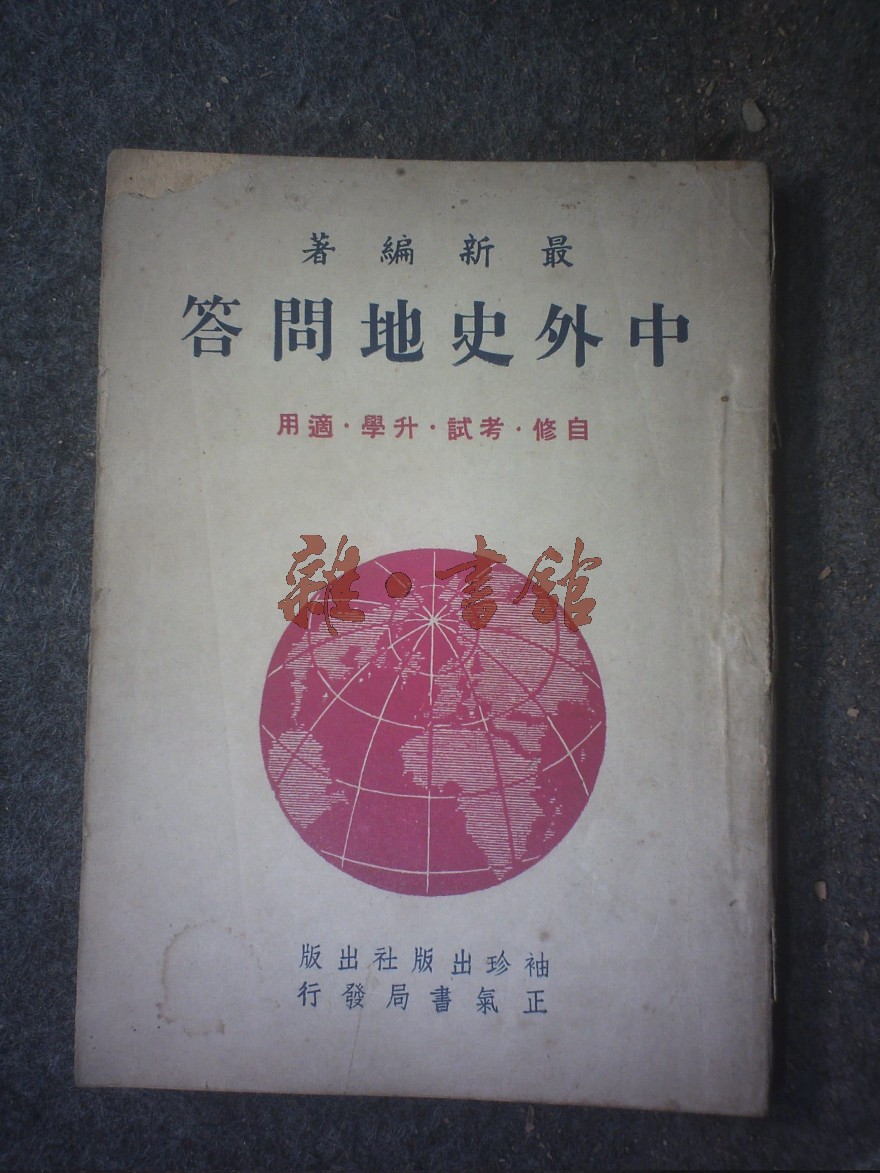 最新編著
中外史地問答
自修·考試·升學·適用
雜·書館
袖珍出版社出版
正氣書局發行